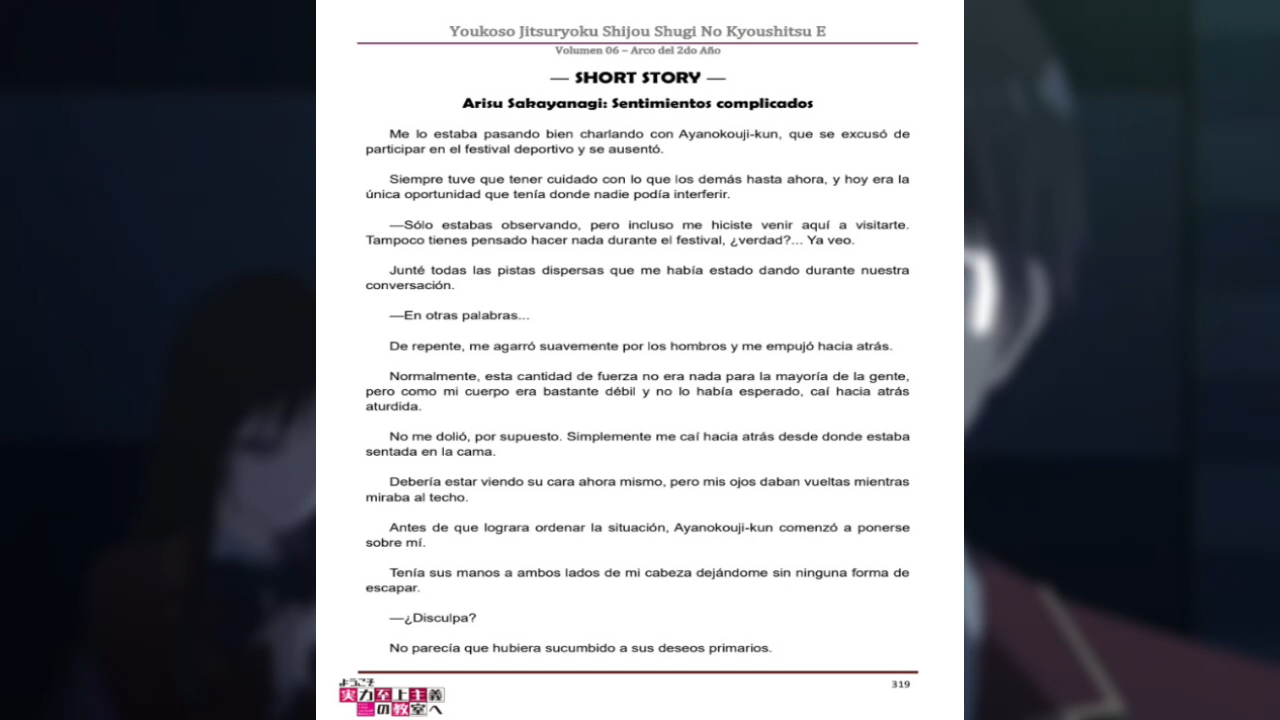 Youkoso Jitsuryoku Shijou Shugi No Kyoushitsu E
Volumen 06 – Arco del 2do Año
— SHORT STORY —
Arisu Sakayanagi: Sentimientos complicados
Me lo estaba pasando bien charlando con Ayanokouji-kun, que se excusó de
participar en el festival deportivo y se ausentó.
Siempre tuve que tener cuidado con lo que los demás hasta ahora, y hoy era la
única oportunidad que tenía donde nadie podía interferir.
—Sólo estabas observando, pero incluso me hiciste venir aquí a visitarte.
Tampoco tienes pensado hacer nada durante el festival, ¿verdad?... Ya veo.
Junté todas las pistas dispersas que me había estado dando durante nuestra
conversación.
—En otras palabras...
De repente, me agarró suavemente por los hombros y me empujó hacia atrás.
Normalmente, esta cantidad de fuerza no era nada para la mayoría de la gente,
pero como mi cuerpo era bastante débil y no lo había esperado, caí hacia atrás
aturdida.
No me dolió, por supuesto. Simplemente me caí hacia atrás desde donde estaba
sentada en la cama.
Debería estar viendo su cara ahora mismo, pero mis ojos daban vueltas mientras
miraba al techo.
Antes de que lograra ordenar la situación, Ayanokouji-kun comenzó a ponerse
sobre mí.
Tenía sus manos a ambos lados de mi cabeza dejándome sin ninguna forma de
escapar.
—¿Disculpa?
No parecía que hubiera sucumbido a sus deseos primarios.
319
ようこそ
実力至上主義
の教室へ